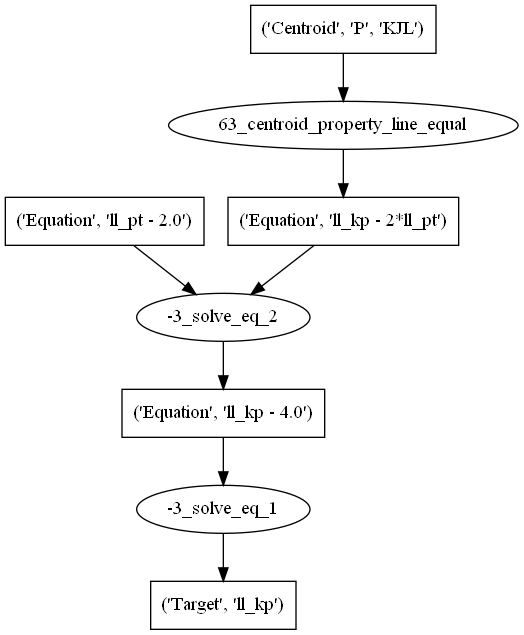 ('Centroid', 'P', 'KJL')
63_centroid_property_line_equal
('Equation', 'll_pt - 2.0')
('Equation', 'll_kp - 2*ll_pt')
-3_solve_eq_2
('Equation', 'll_kp - 4.0')
-3_solve_eq_1
('Target', 'll_kp')